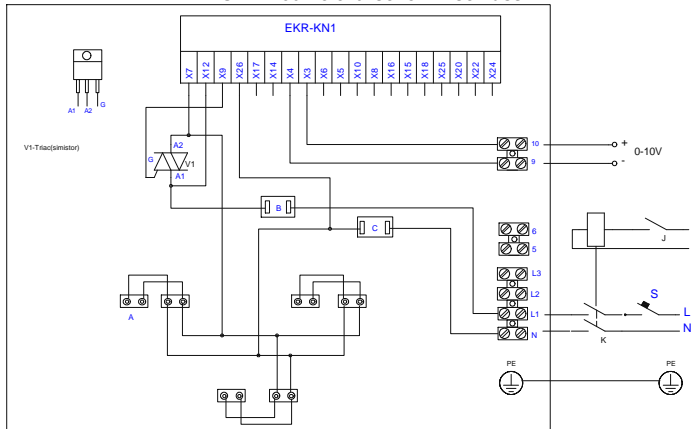 EKR-KN1
X7 X12 X9 X26 X17 X14 X4 X3 X6 X5 X10 X8 X16 X15 X18 X25 X20 X22 X24
A1 A2 G
V1-Triac(simistor)
A2
G V1
A1
10 + 0-10V
9 -
B
C
6
5
J
L3
L2
S
L1 L
N N
K
A
PE PE